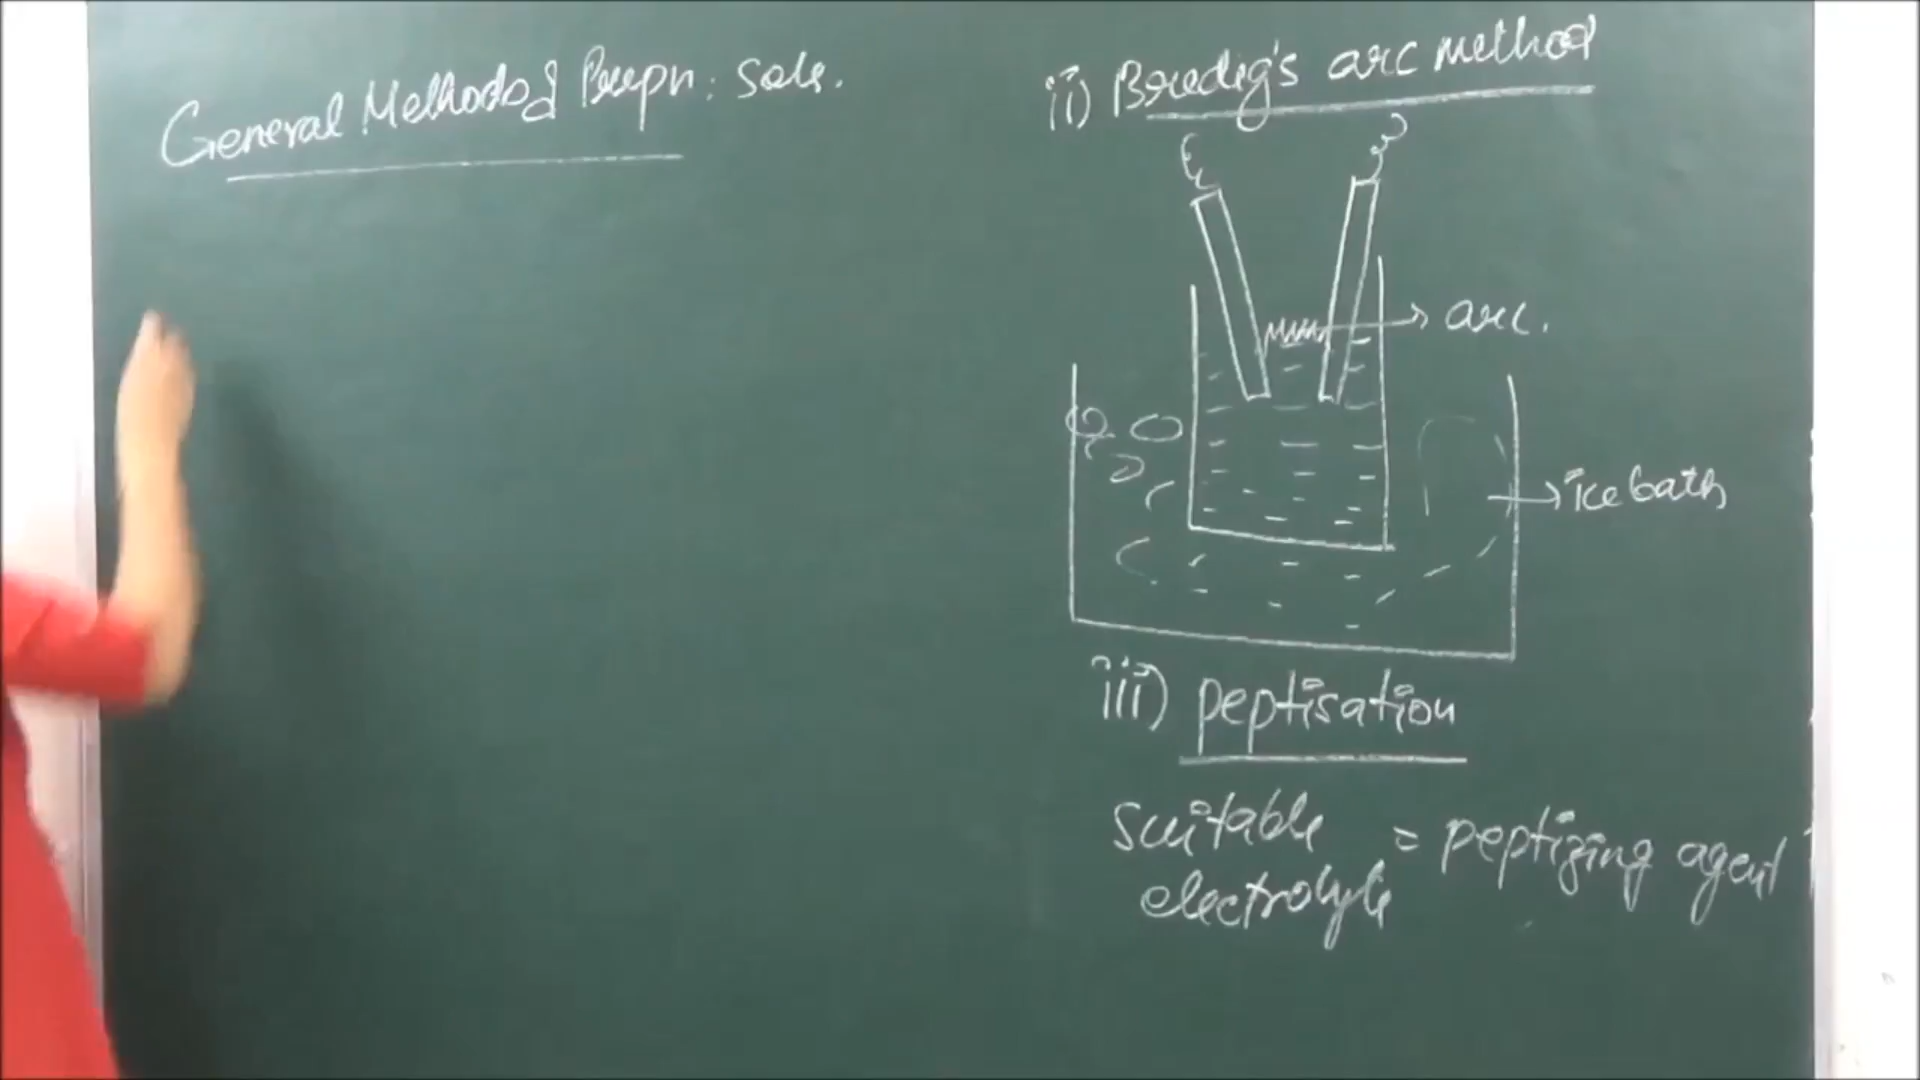 General Methods of Prepn: Sols.
ii) Bredig's arc method
arc.
ice bath
iii) peptisation
suitable = peptizing agent
electrolyte